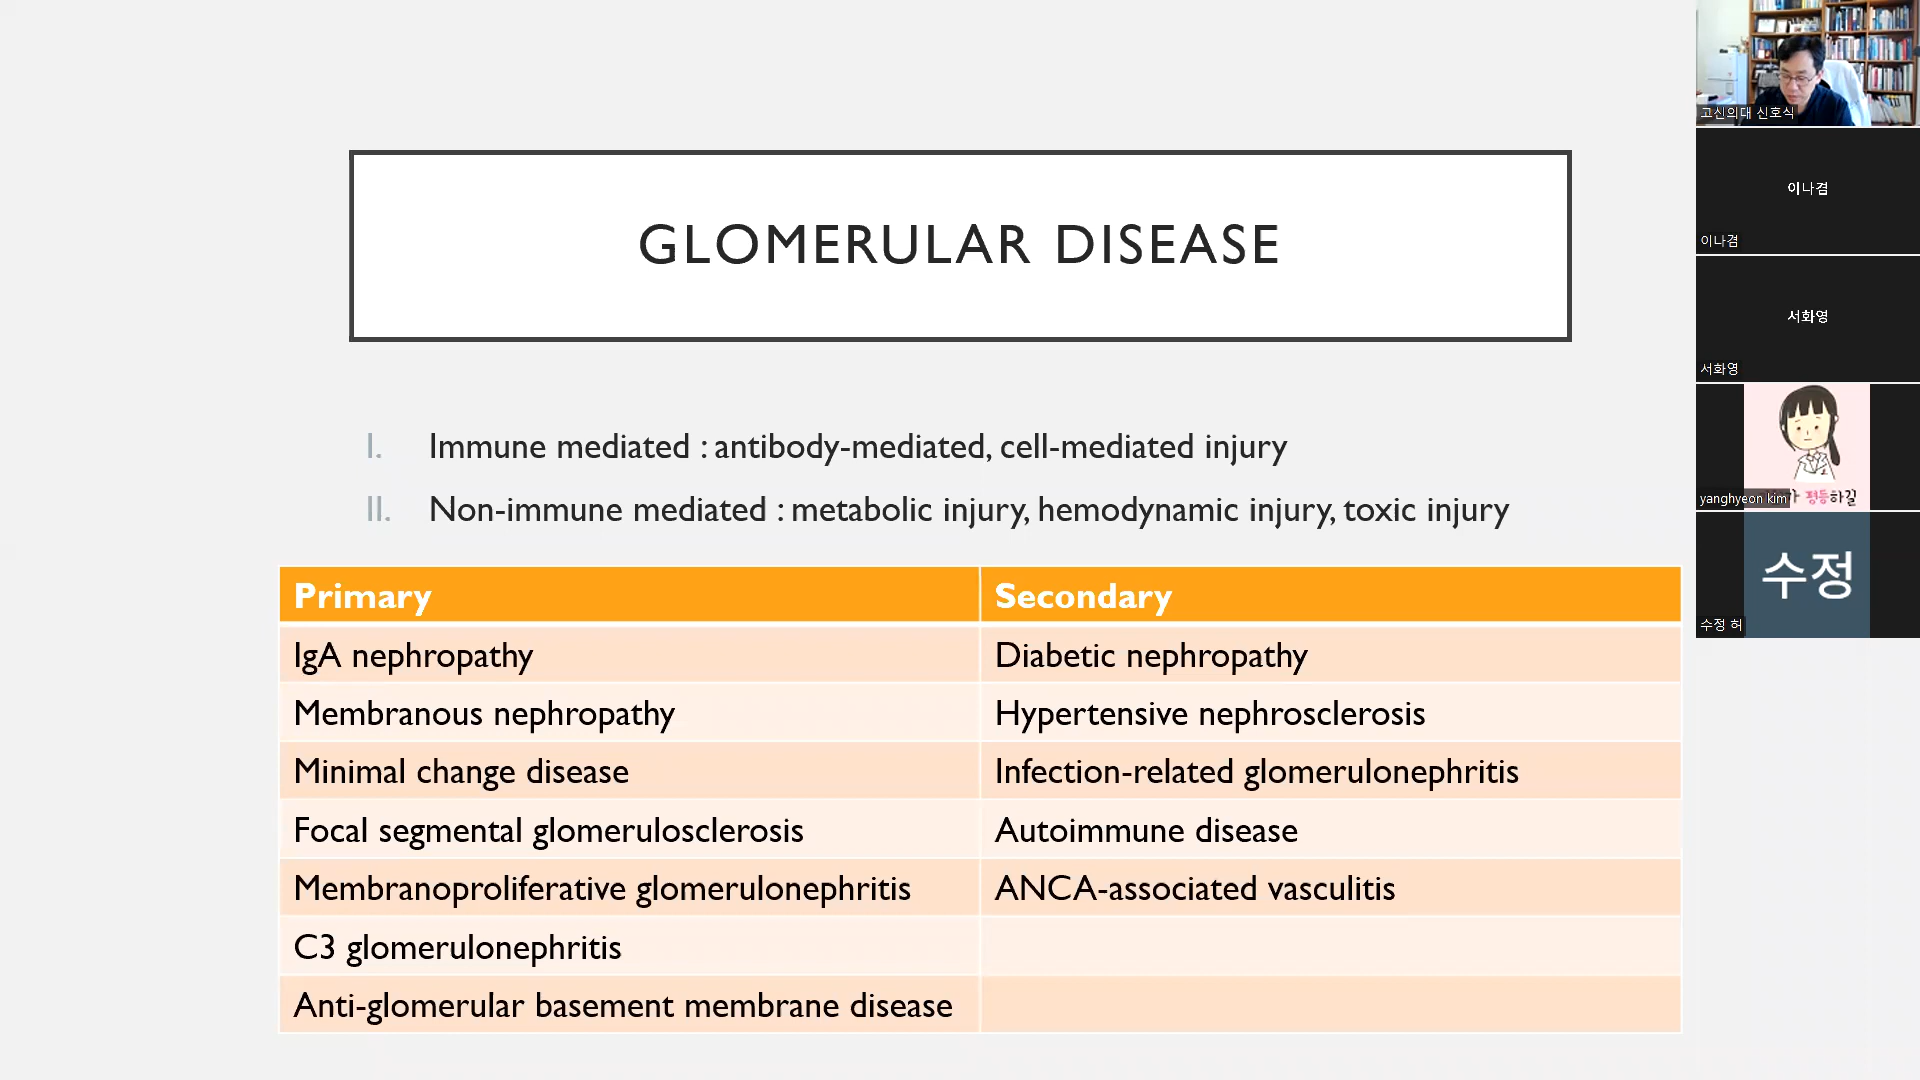 GLOMERULAR DISEASE
I. Immune mediated : antibody-mediated, cell-mediated injury
II. Non-immune mediated : metabolic injury, hemodynamic injury, toxic injury
Primary Secondary
IgA nephropathy Diabetic nephropathy
Membranous nephropathy Hypertensive nephrosclerosis
Minimal change disease Infection-related glomerulonephritis
Focal segmental glomerulosclerosis Autoimmune disease
Membranoproliferative glomerulonephritis ANCA-associated vasculitis
C3 glomerulonephritis
Anti-glomerular basement membrane disease
고신의대 신호식
이나겸
이나겸
서화영
서화영
yanghyeon kim 평등하길
수정
수정 허